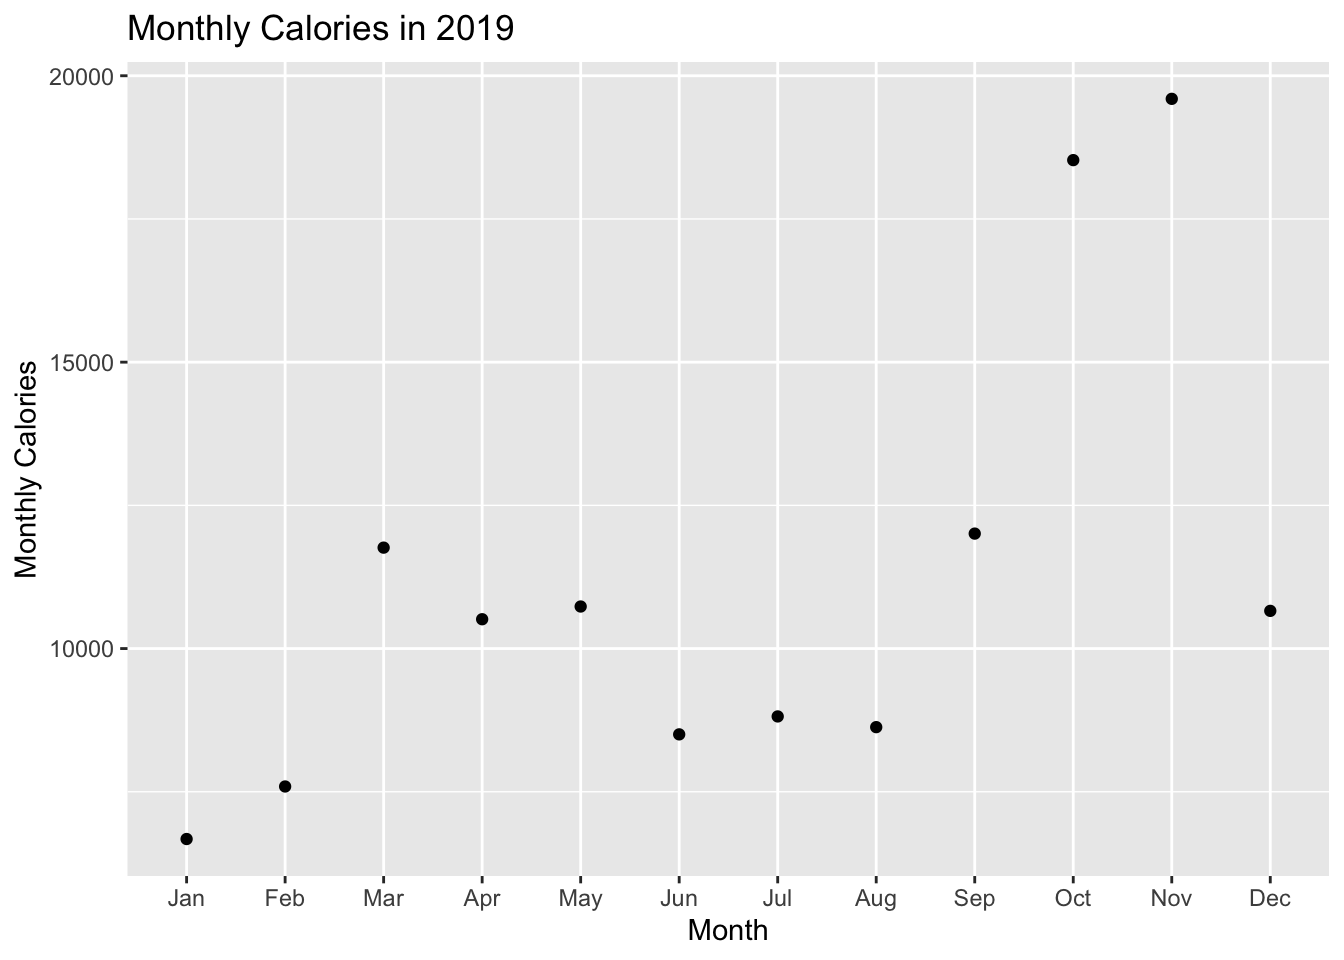 Monthly Calories in 2019
Monthly Calories
20000
15000
10000
Jan Feb Mar Apr May Jun Jul Aug Sep Oct Nov Dec
Month